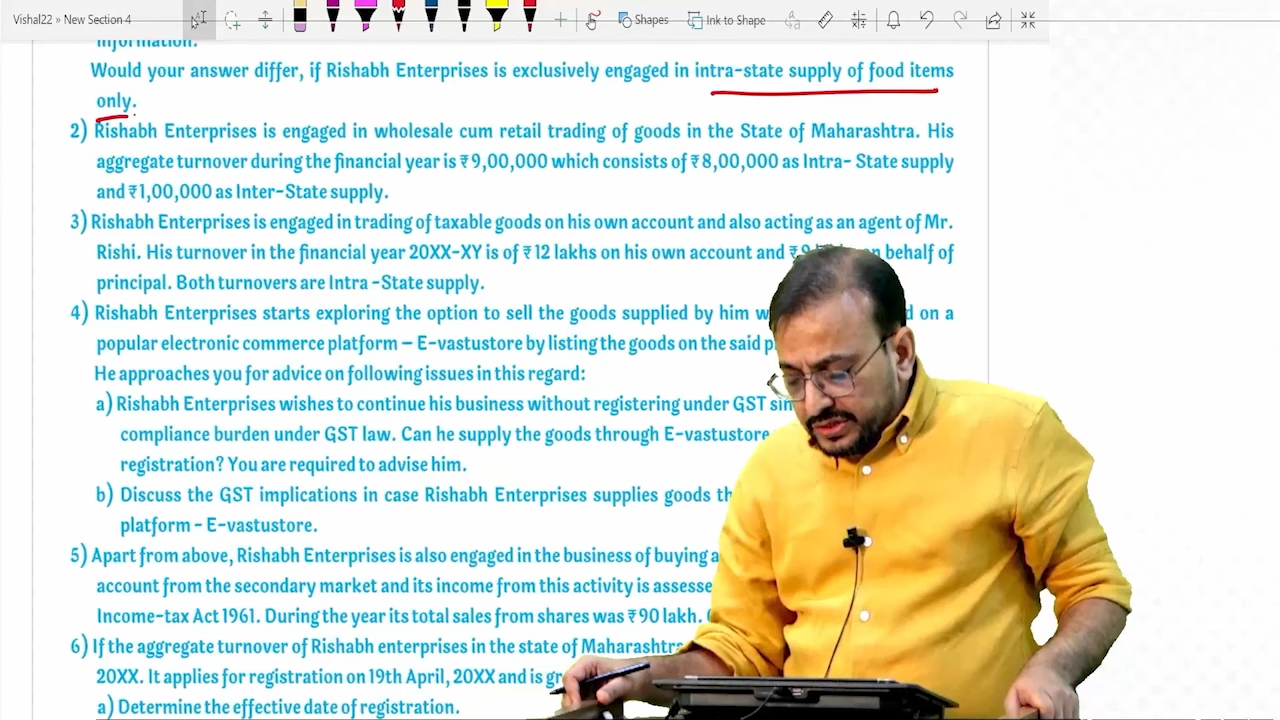 Vishal22 » New Section 4
Shapes
Ink to Shape
information.
Would your answer differ, if Rishabh Enterprises is exclusively engaged in intra-state supply of food items
only.
2) Rishabh Enterprises is engaged in wholesale cum retail trading of goods in the State of Maharashtra. His
aggregate turnover during the financial year is ₹9,00,000 which consists of ₹8,00,000 as Intra- State supply
and ₹1,00,000 as Inter-State supply.
3) Rishabh Enterprises is engaged in trading of taxable goods on his own account and also acting as an agent of Mr.
Rishi. His turnover in the financial year 20XX-XY is of ₹12 lakhs on his own account and ₹9 on behalf of
principal. Both turnovers are Intra -State supply.
4) Rishabh Enterprises starts exploring the option to sell the goods supplied by him on a
popular electronic commerce platform – E-vastustore by listing the goods on the said
He approaches you for advice on following issues in this regard:
a) Rishabh Enterprises wishes to continue his business without registering under GST
compliance burden under GST law. Can he supply the goods through E-vastustore
registration? You are required to advise him.
b) Discuss the GST implications in case Rishabh Enterprises supplies goods
platform - E-vastustore.
5) Apart from above, Rishabh Enterprises is also engaged in the business of buying
account from the secondary market and its income from this activity is
Income-tax Act 1961. During the year its total sales from shares was ₹90 lakh.
6) If the aggregate turnover of Rishabh enterprises in the state of Maharashtra
20XX. It applies for registration on 19th April, 20XX and is
a) Determine the effective date of registration.